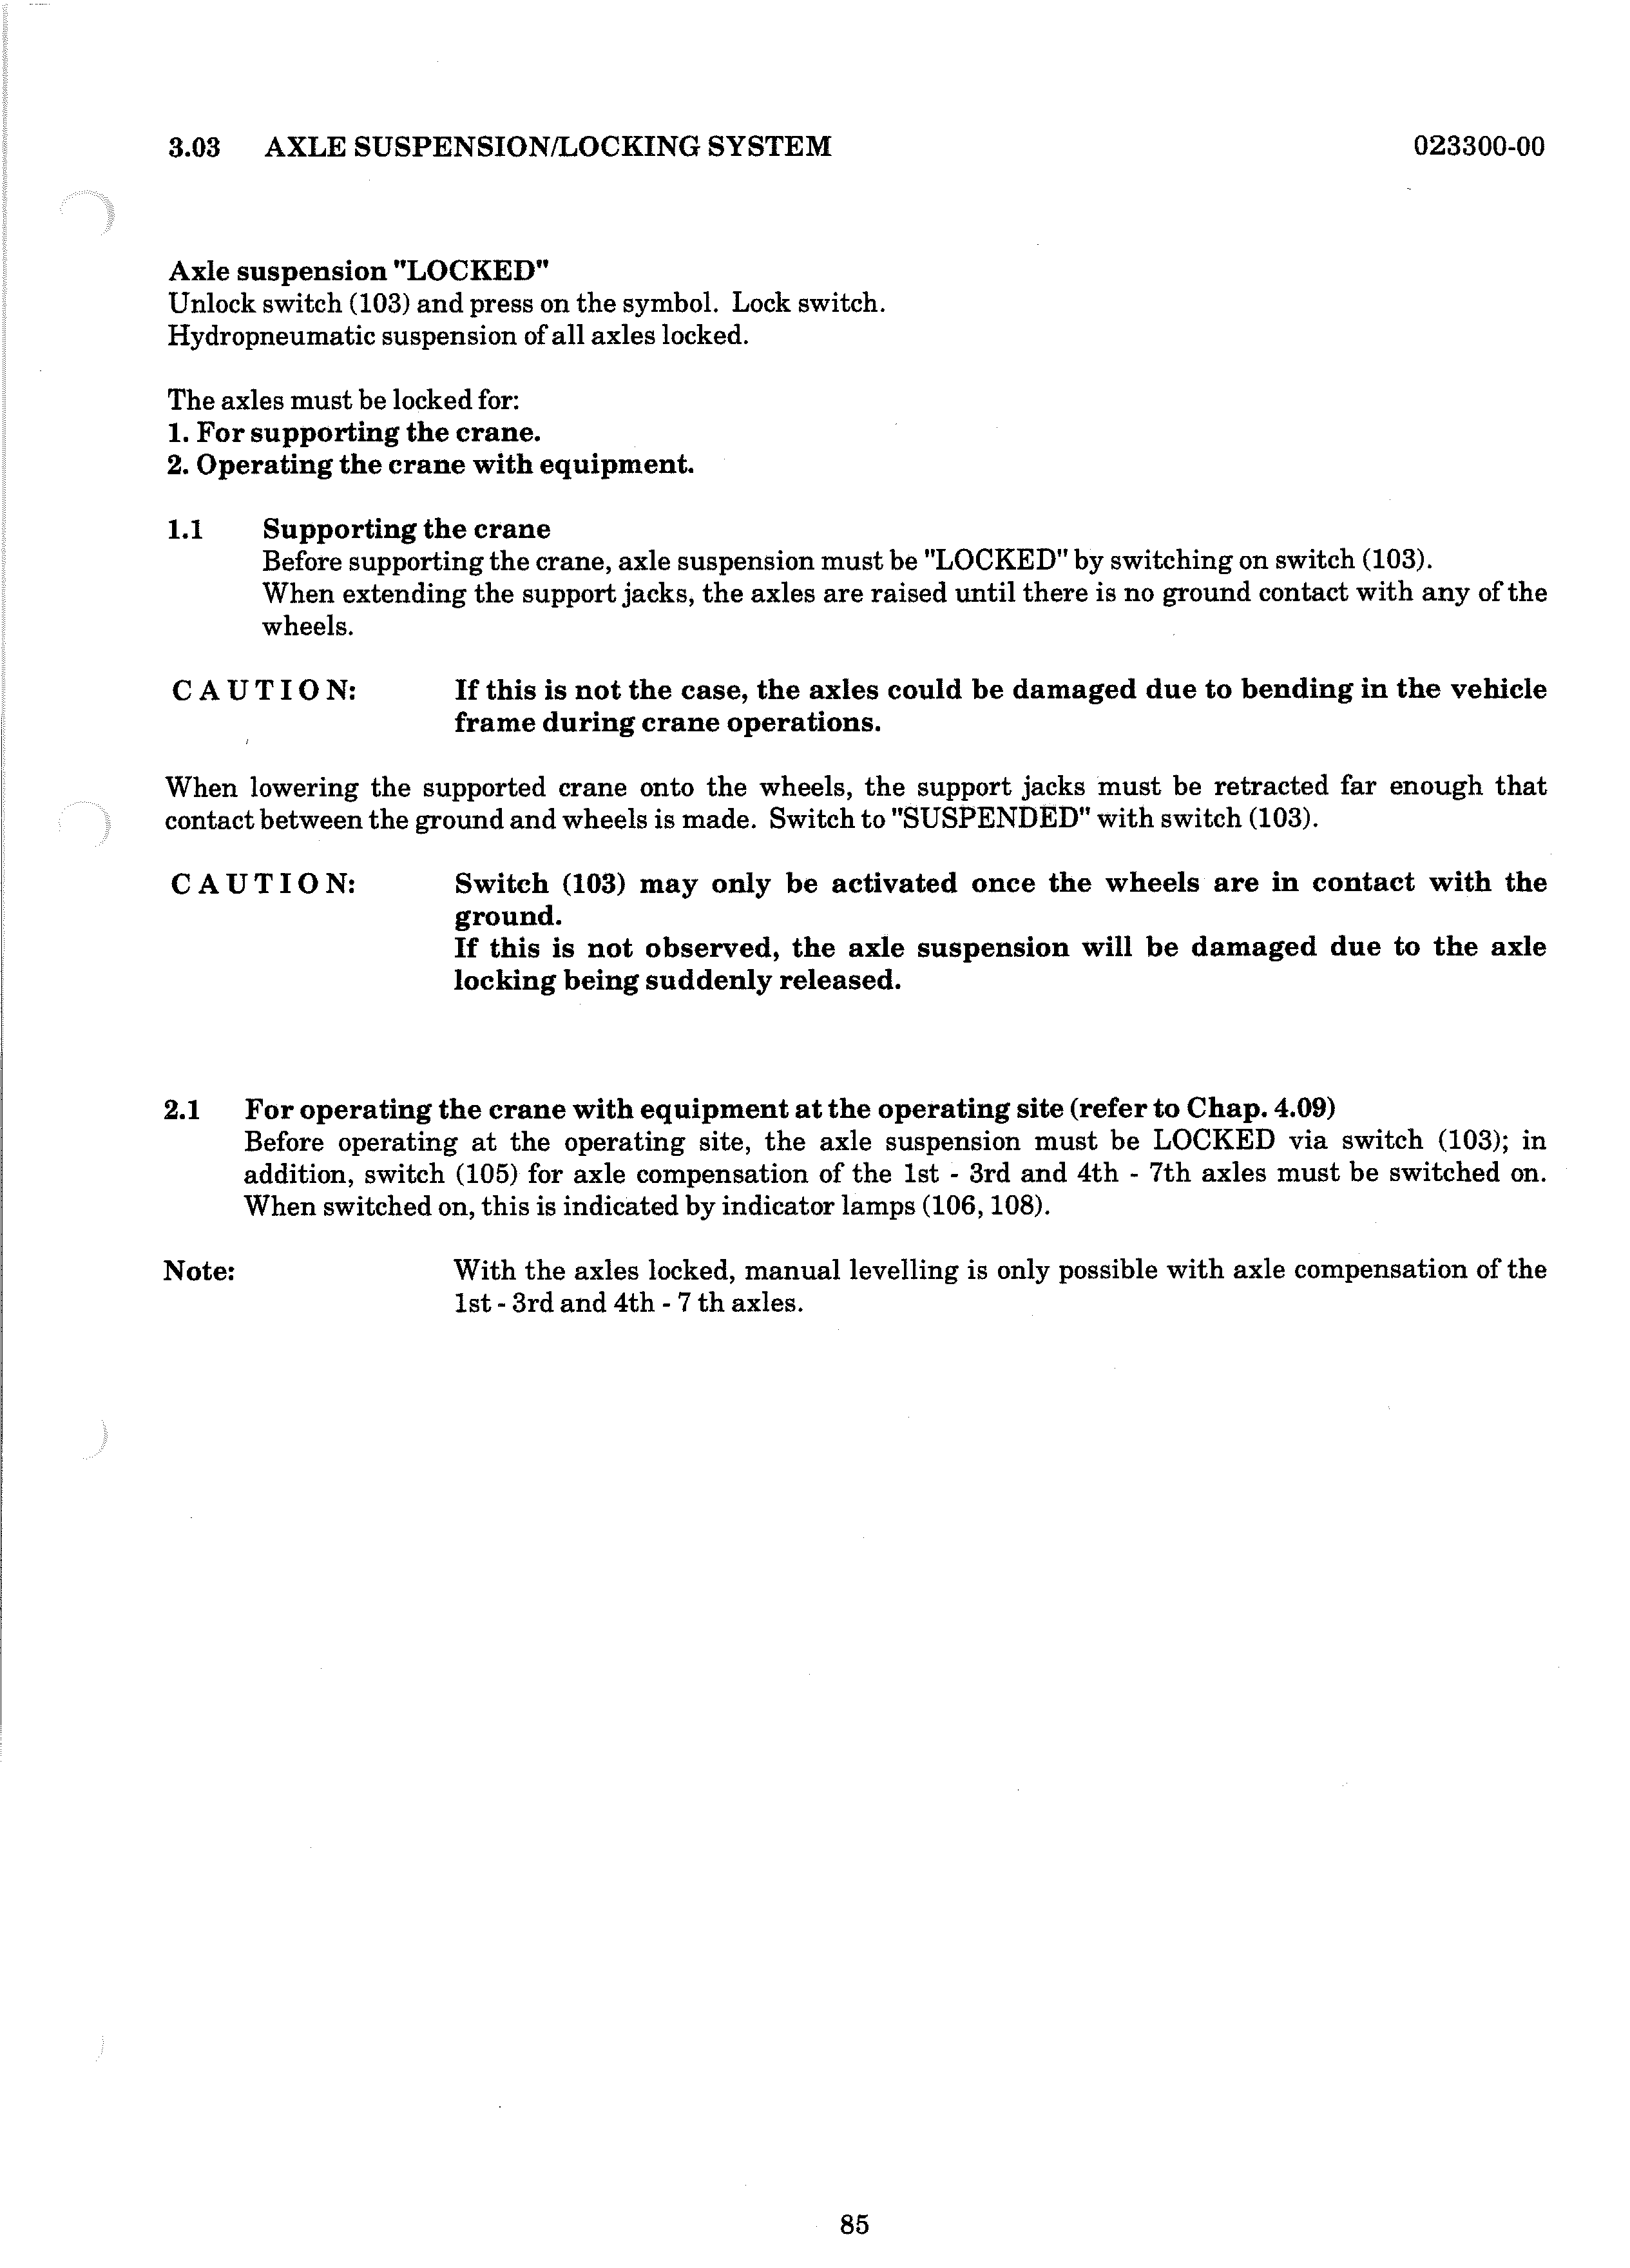 3.03 AXLE SUSPENSION/LOCKING SYSTEM 023300-00
Axle suspension "LOCKED"
Unlock switch (103) and press on the symbol. Lock switch.
Hydropneumatic suspension of all axles locked.
The axles must be locked for:
1. For supporting the crane.
2. Operating the crane with equipment.
1.1 Supporting the crane
Before supporting the crane, axle suspension must be "LOCKED" by switching on switch (103).
When extending the support jacks, the axles are raised until there is no ground contact with any of the
wheels.
CAUTION: If this is not the case, the axles could be damaged due to bending in the vehicle
frame during crane operations.
When lowering the supported crane onto the wheels, the support jacks must be retracted far enough that
contact between the ground and wheels is made. Switch to "SUSPENDED" with switch (103).
CAUTION: Switch (103) may only be activated once the wheels are in contact with the
ground.
If this is not observed, the axle suspension will be damaged due to the axle
locking being suddenly released.
2.1 For operating the crane with equipment at the operating site (refer to Chap. 4.09)
Before operating at the operating site, the axle suspension must be LOCKED via switch (103); in
addition, switch (105) for axle compensation of the 1st - 3rd and 4th - 7th axles must be switched on.
When switched on, this is indicated by indicator lamps (106, 108).
Note: With the axles locked, manual levelling is only possible with axle compensation of the
1st - 3rd and 4th - 7 th axles.
85